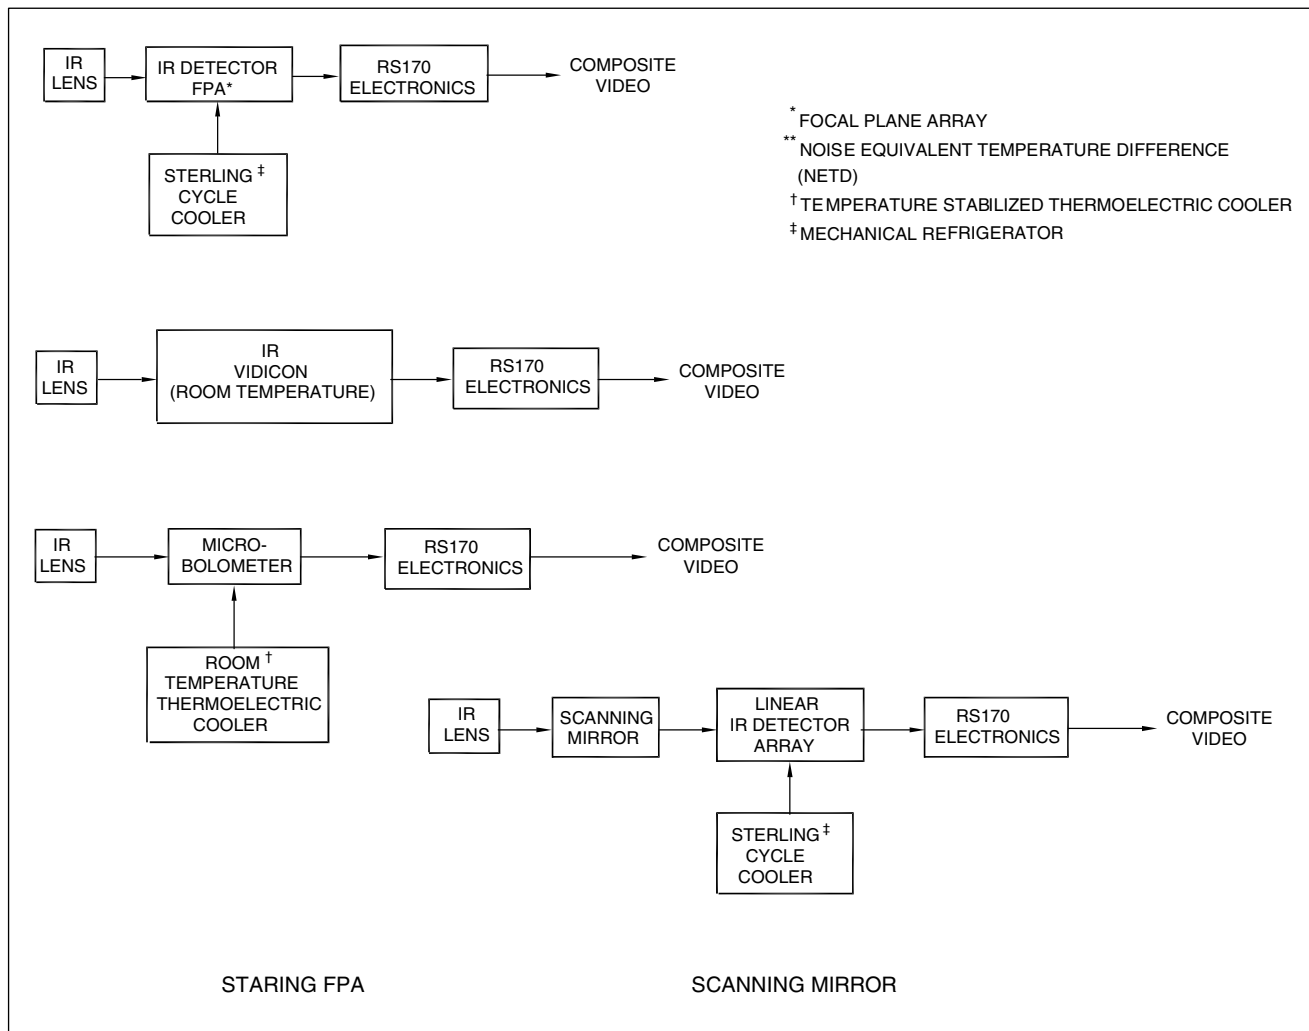 IR
LENS
IR DETECTOR
FPA*
RS170
ELECTRONICS
COMPOSITE
VIDEO
STERLING ‡
CYCLE
COOLER
* FOCAL PLANE ARRAY
** NOISE EQUIVALENT TEMPERATURE DIFFERENCE
(NETD)
† TEMPERATURE STABILIZED THERMOELECTRIC COOLER
‡ MECHANICAL REFRIGERATOR
IR
LENS
IR
VIDICON
(ROOM TEMPERATURE)
RS170
ELECTRONICS
COMPOSITE
VIDEO
IR
LENS
MICRO-
BOLOMETER
RS170
ELECTRONICS
COMPOSITE
VIDEO
ROOM †
TEMPERATURE
THERMOELECTRIC
COOLER
IR
LENS
SCANNING
MIRROR
LINEAR
IR DETECTOR
ARRAY
RS170
ELECTRONICS
COMPOSITE
VIDEO
STERLING ‡
CYCLE
COOLER
STARING FPA
SCANNING MIRROR